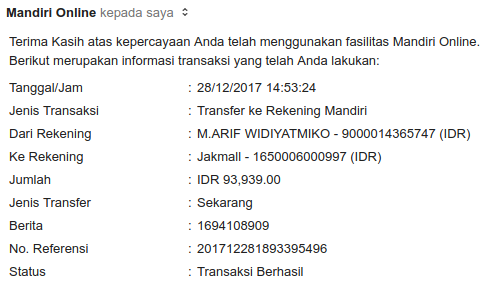 Mandiri Online kepada saya
Terima Kasih atas kepercayaan Anda telah menggunakan fasilitas Mandiri Online.
Berikut merupakan informasi transaksi yang telah Anda lakukan:
Tanggal/Jam : 28/12/2017 14:53:24
Jenis Transaksi : Transfer ke Rekening Mandiri
Dari Rekening : M.ARIF WIDIYATMIKO - 9000014365747 (IDR)
Ke Rekening : Jakmall - 1650006000997 (IDR)
Jumlah : IDR 93,939.00
Jenis Transfer : Sekarang
Berita : 1694108909
No. Referensi : 201712281893395496
Status : Transaksi Berhasil